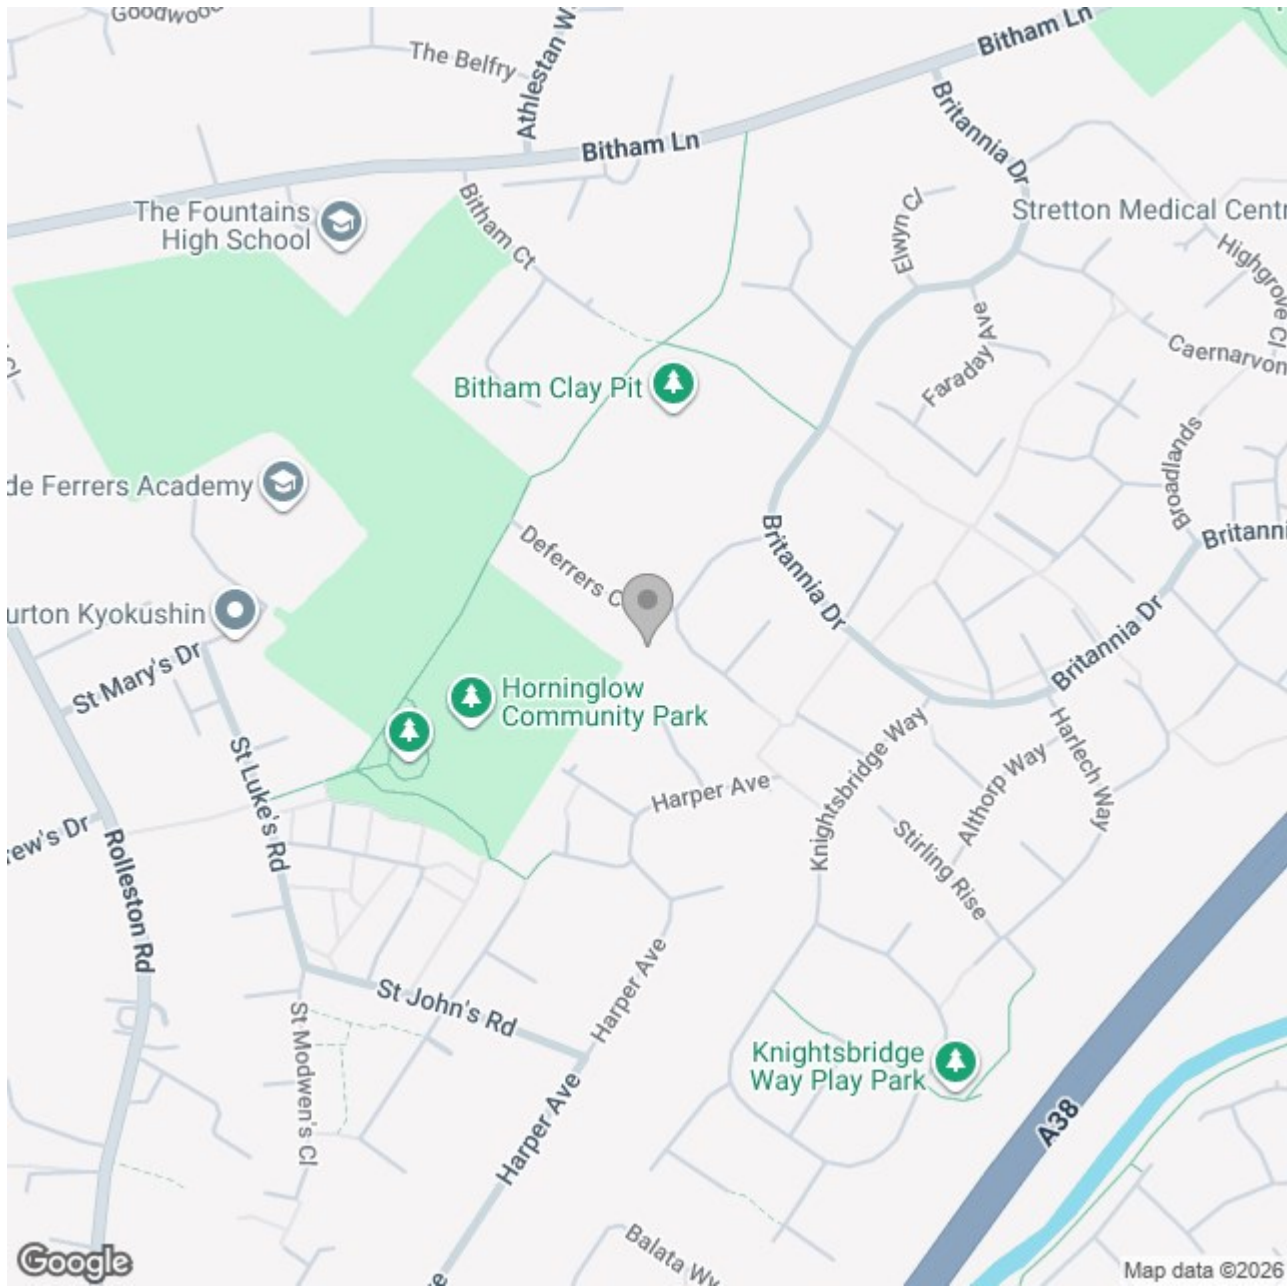 Goodwood
The Belfry
Athlestan W
Bitham Ln
Bitham Ln
Britannia Dr
The Fountains
High School
Bitham Ct
Elwyn Cl
Stretton Medical Centr
Highgrove Cl
Faraday Ave
Caernarvon
Cl
Bitham Clay Pit
de Ferrers Academy
Broadlands
Deferrers C
Britannia Dr
Britanni
urton Kyokushin
St Mary's Dr
Britannia Dr
Horninglow
Community Park
St Luke's Rd
Knightsbridge Way
Harlech Way
Althorp Way
Harper Ave
Stirling Rise
rew's Dr
Rolleston Rd
St John's Rd
Harper Ave
St Modwen's Cl
Knightsbridge
Way Play Park
Harper Ave
A38
Balata Wy
e
Google
Map data ©2026